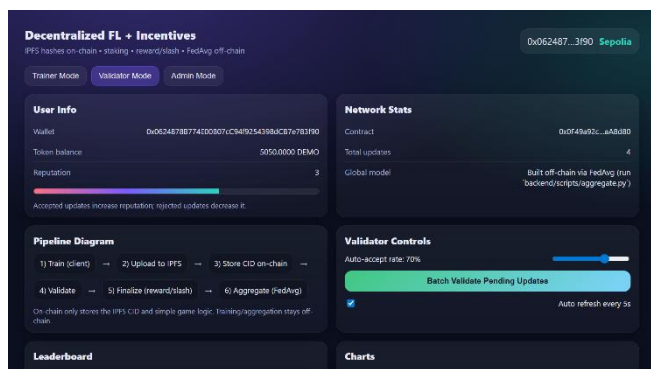 Decentralized FL + Incentives
IPFS hashes on-chain • staking • reward/slash • FedAvg off-chain
0x062487...3f90 Sepolia
Trainer Mode
Validator Mode
Admin Mode
User Info
Wallet
Token balance 5050.0000 DEMO
Reputation 3
Accepted updates increase reputation; rejected updates decrease it.
Network Stats
Contract 0x0F49a92c...aA8d80
Total updates 4
Global model Built off-chain via FedAvg (run
`backend/scripts/aggregate.py`)
Pipeline Diagram
1) Train (client) → 2) Upload to IPFS → 3) Store CID on-chain →
4) Validate → 5) Finalize (reward/slash) → 6) Aggregate (FedAvg)
On-chain only stores the IPFS CID and simple game logic. Training/aggregation stays off-
chain.
Validator Controls
Auto-accept rate: 70%
Batch Validate Pending Updates
Auto refresh every 5s
Leaderboard
Charts